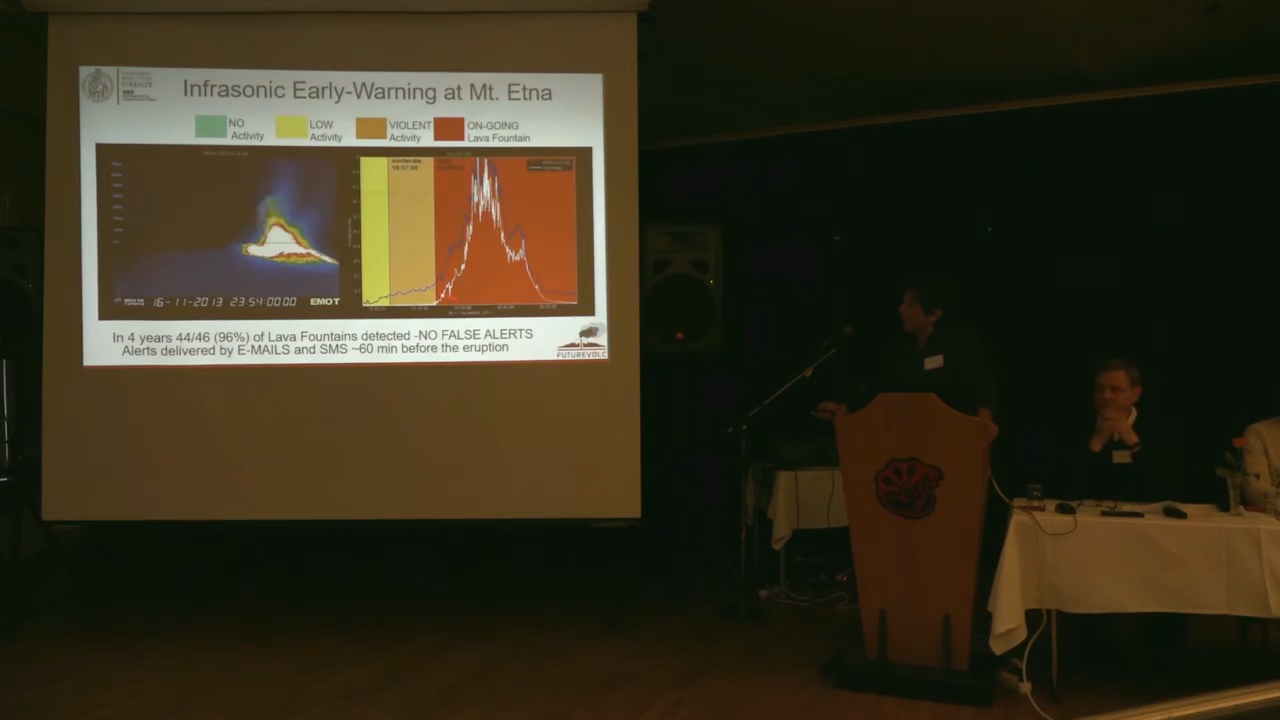 FIRENZE
Infrasonic Early-Warning at Mt. Etna
NO
Activity
LOW
Activity
VIOLENT
Activity
ON-GOING
Lava Fountain
moderate
16-11-2013 23:54:00:00 EMOT
In 4 years 44/46 (96%) of Lava Fountains detected -NO FALSE ALERTS
Alerts delivered by E-MAILS and SMS ~60 min before the eruption
FUTUREVOLC